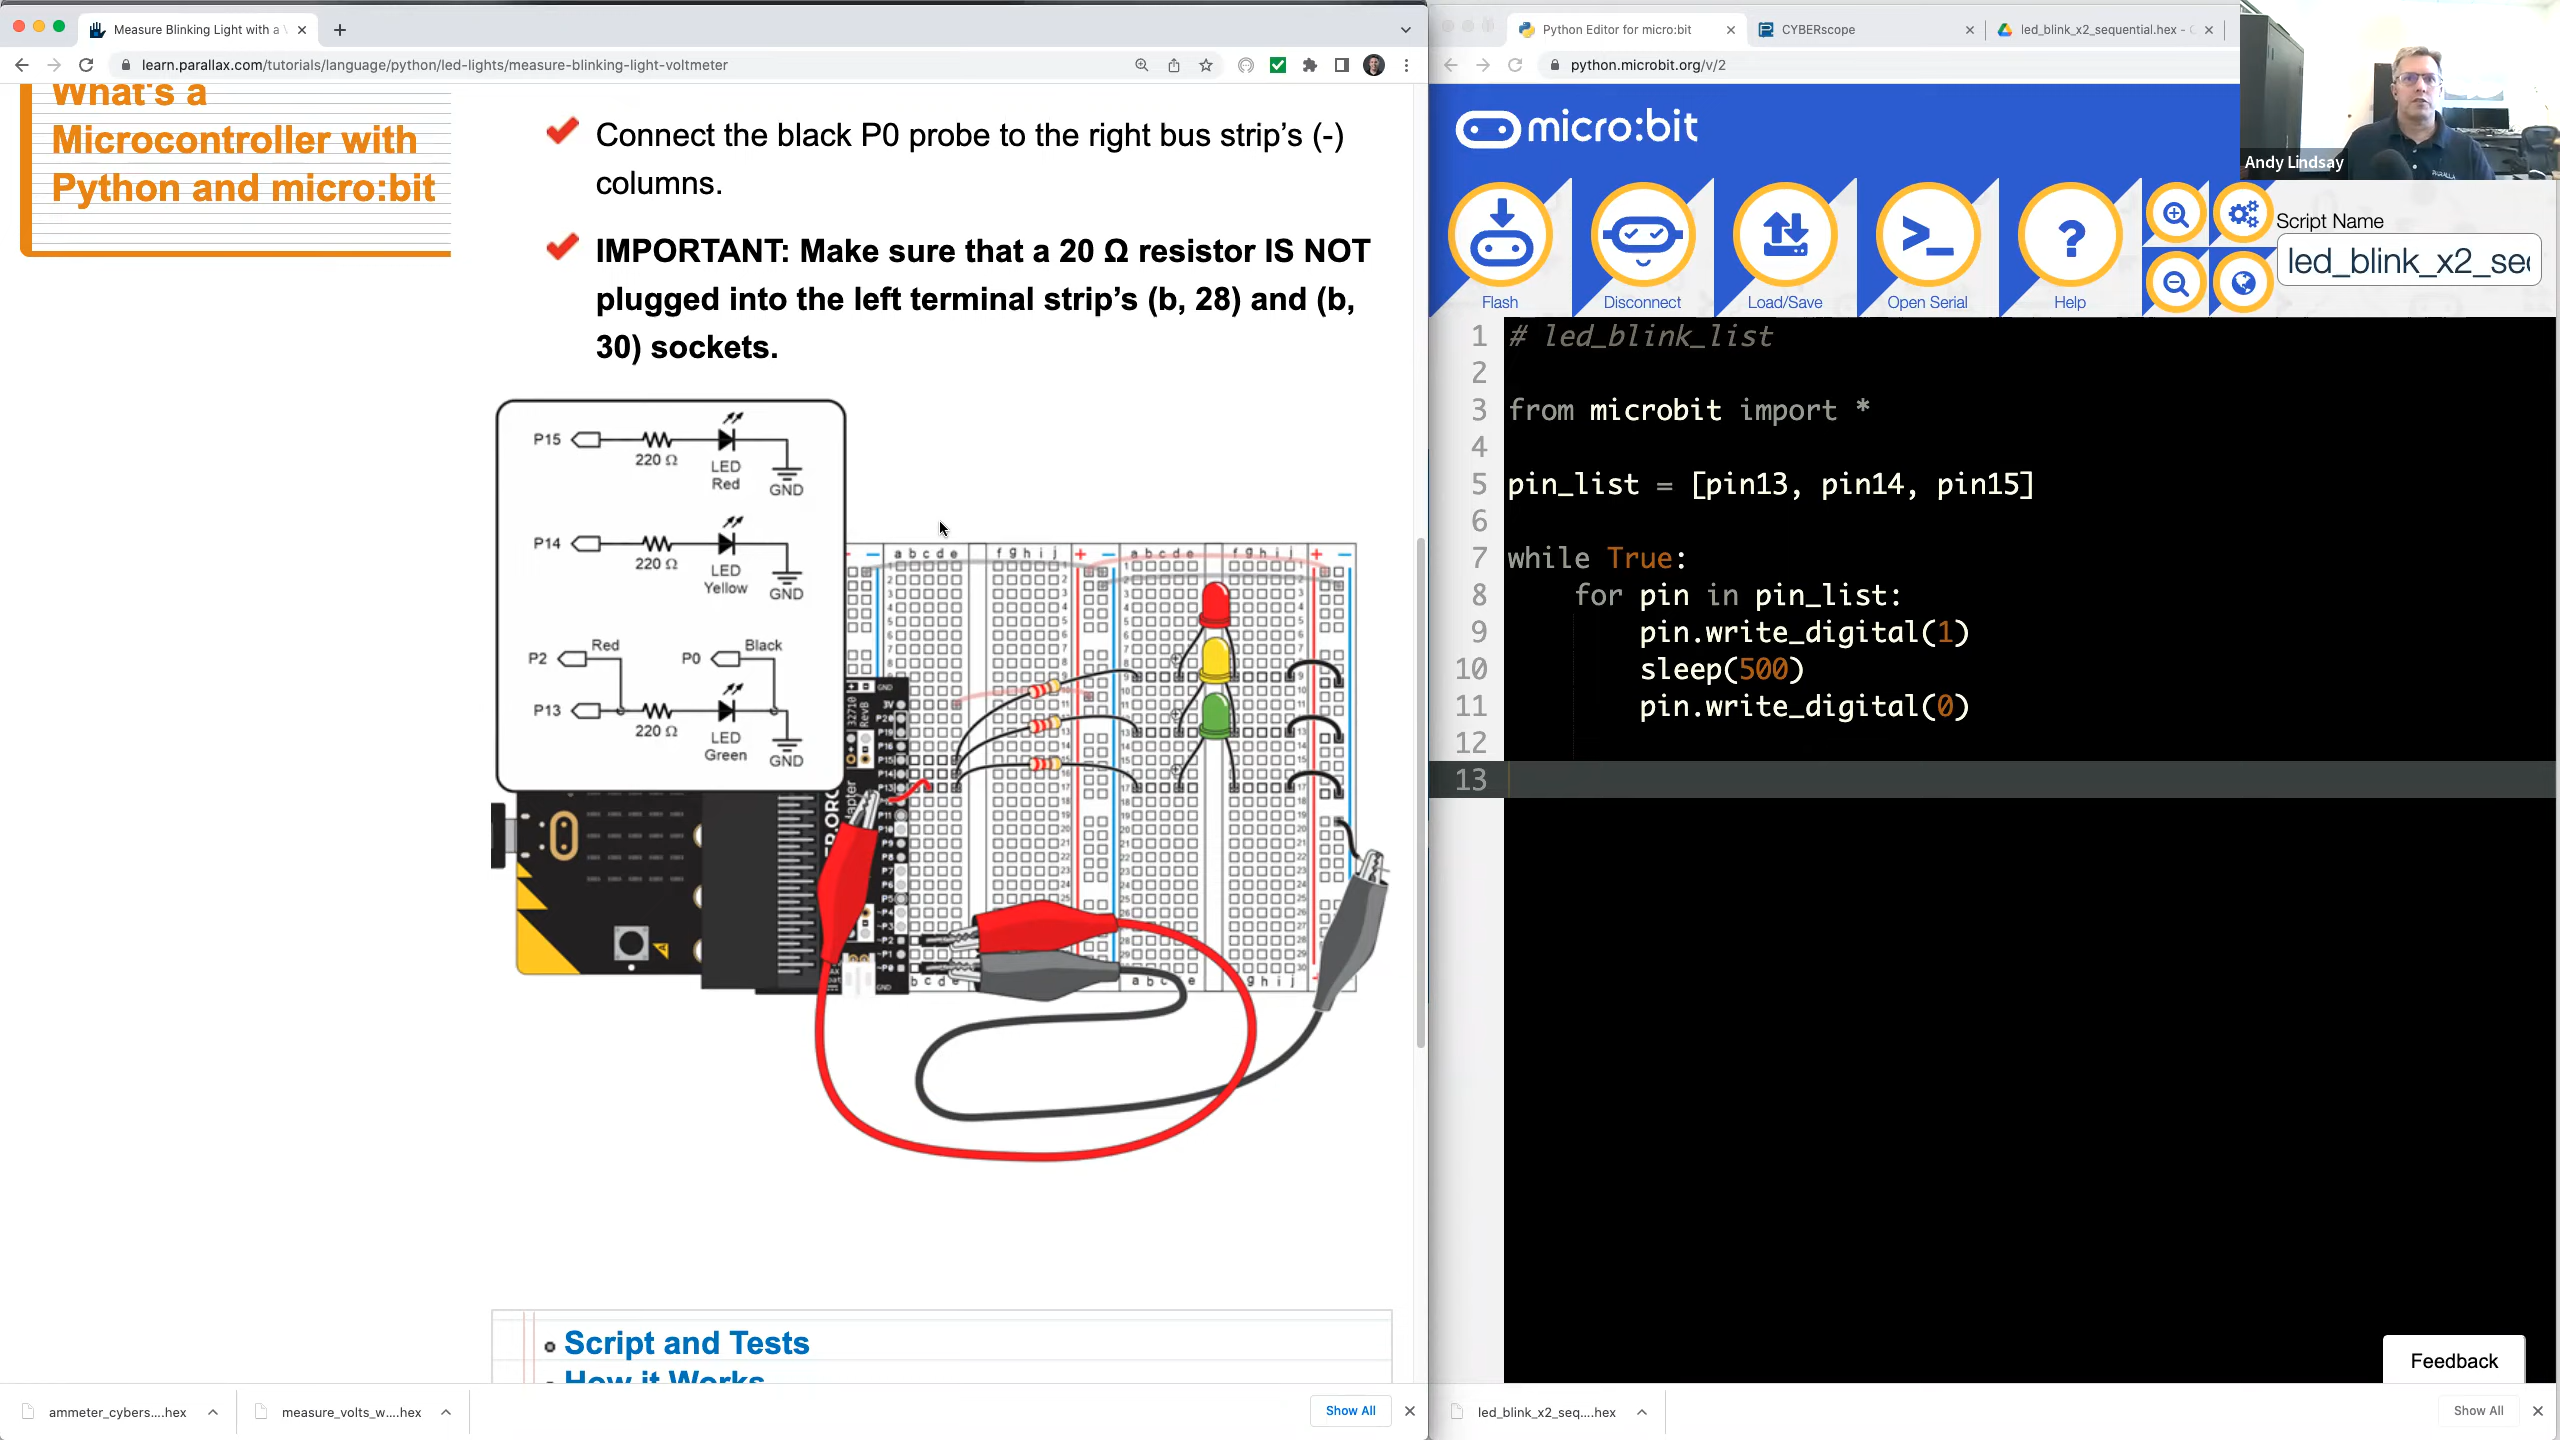 Measure Blinking Light with a
learn.parallax.com/tutorials/language/python/led-lights/measure-blinking-light-voltmeter
What's a
Microcontroller with
Python and micro:bit
Connect the black P0 probe to the right bus strip's (-)
columns.
IMPORTANT: Make sure that a 20 Ω resistor IS NOT
plugged into the left terminal strip's (b, 28) and (b,
30) sockets.
P15
220 Ω
LED
Red
GND
P14
220 Ω
LED
Yellow
GND
Red
Black
P2
P0
P13
220 Ω
LED
Green
GND
Script and Tests
How it Works
ammeter_cybers....hex
measure_volts_w....hex
Show All
Python Editor for micro:bit
CYBERscope
led_blink_x2_sequential.hex -
python.microbit.org/v/2
micro:bit
Andy Lindsay
Flash
Disconnect
Load/Save
Open Serial
Help
Script Name
led_blink_x2_se
1 # led_blink_list
2
3 from microbit import *
4
5 pin_list = [pin13, pin14, pin15]
6
7 while True:
8 for pin in pin_list:
9 pin.write_digital(1)
10 sleep(500)
11 pin.write_digital(0)
12
13
Feedback
led_blink_x2_seq....hex
Show All